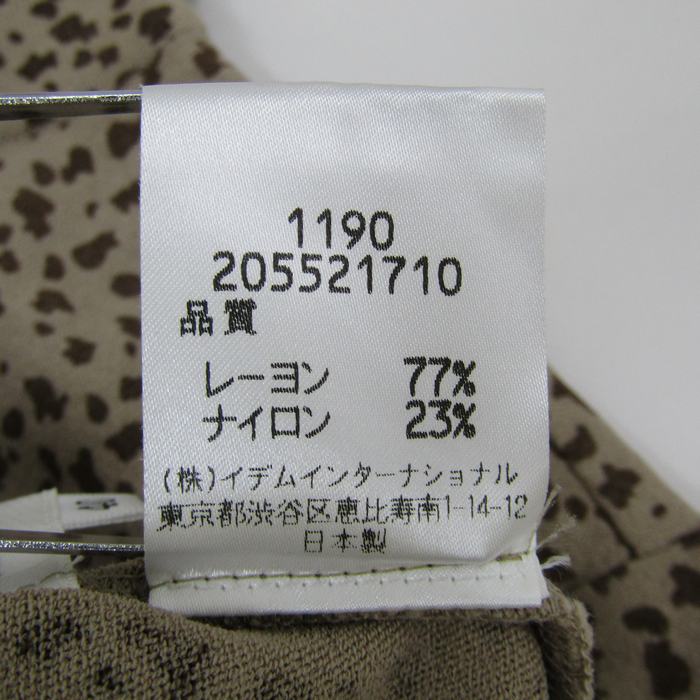 1190
205521710
品質
レーヨン 77%
ナイロン 23%
(株)イデムインターナショナル
東京都渋谷区恵比寿南1-14-12
日本製